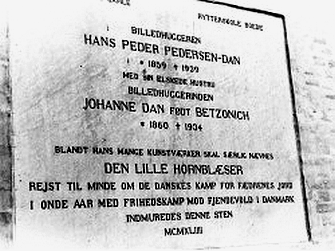 BILLEDHUGGEREN
HANS PEDER PEDERSEN-DAN
* 1859 † 1939
MED SIN ELSKEDE HUSTRU
BILLEDHUGGERINDEN
JOHANNE DAN FØDT BETZONICH
* 1860 † 1934
BLANDT HANS MANGE KUNSTVÆRKER SKAL SÆRLIG NÆVNES
DEN LILLE HORNBLÆSER
REJST TIL MINDE OM DE DANSKES KAMP FOR FÆDRENES JORD
I ONDE AAR MED FRIHEDSKAMP MOD FJENDEVOLD I DANMARK
INDMUREDES DENNE STEN